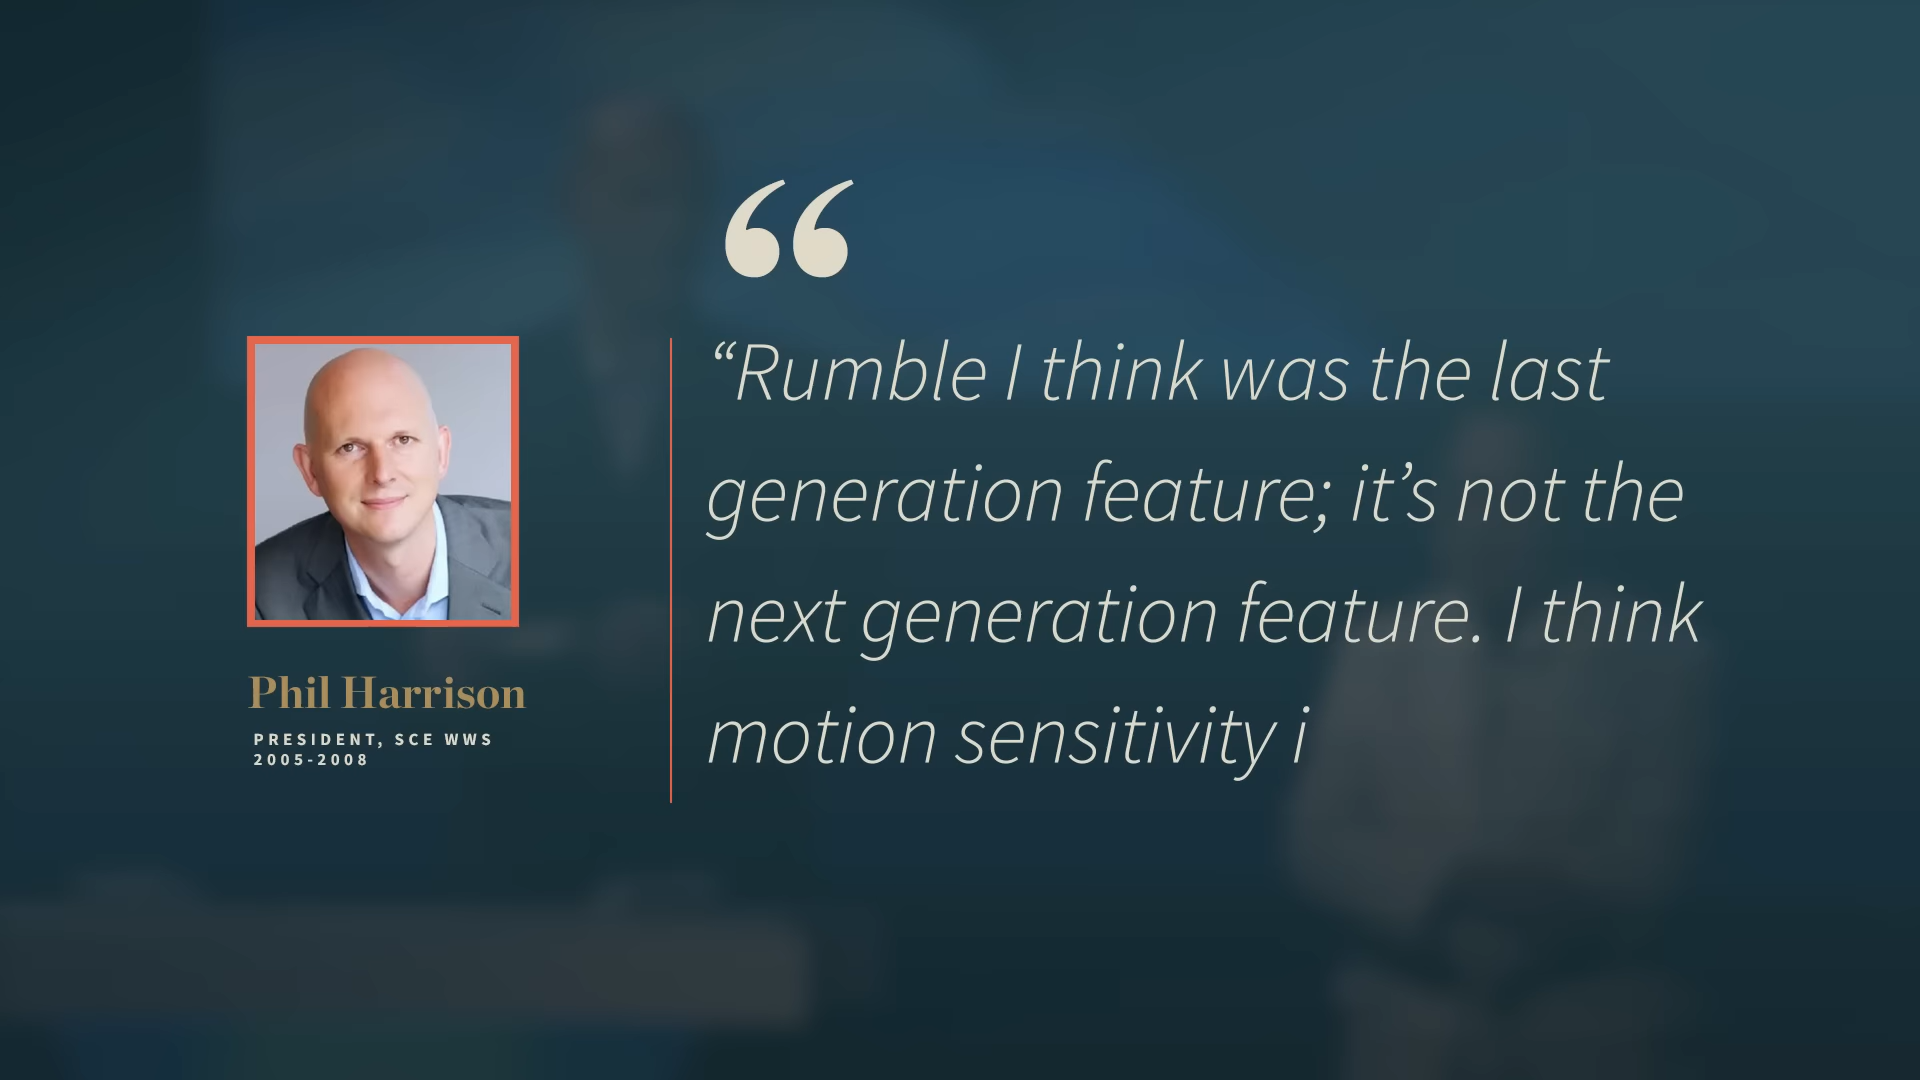 “
“Rumble I think was the last
generation feature; it’s not the
next generation feature. I think
motion sensitivity i
Phil Harrison
PRESIDENT, SCE WWS
2005-2008